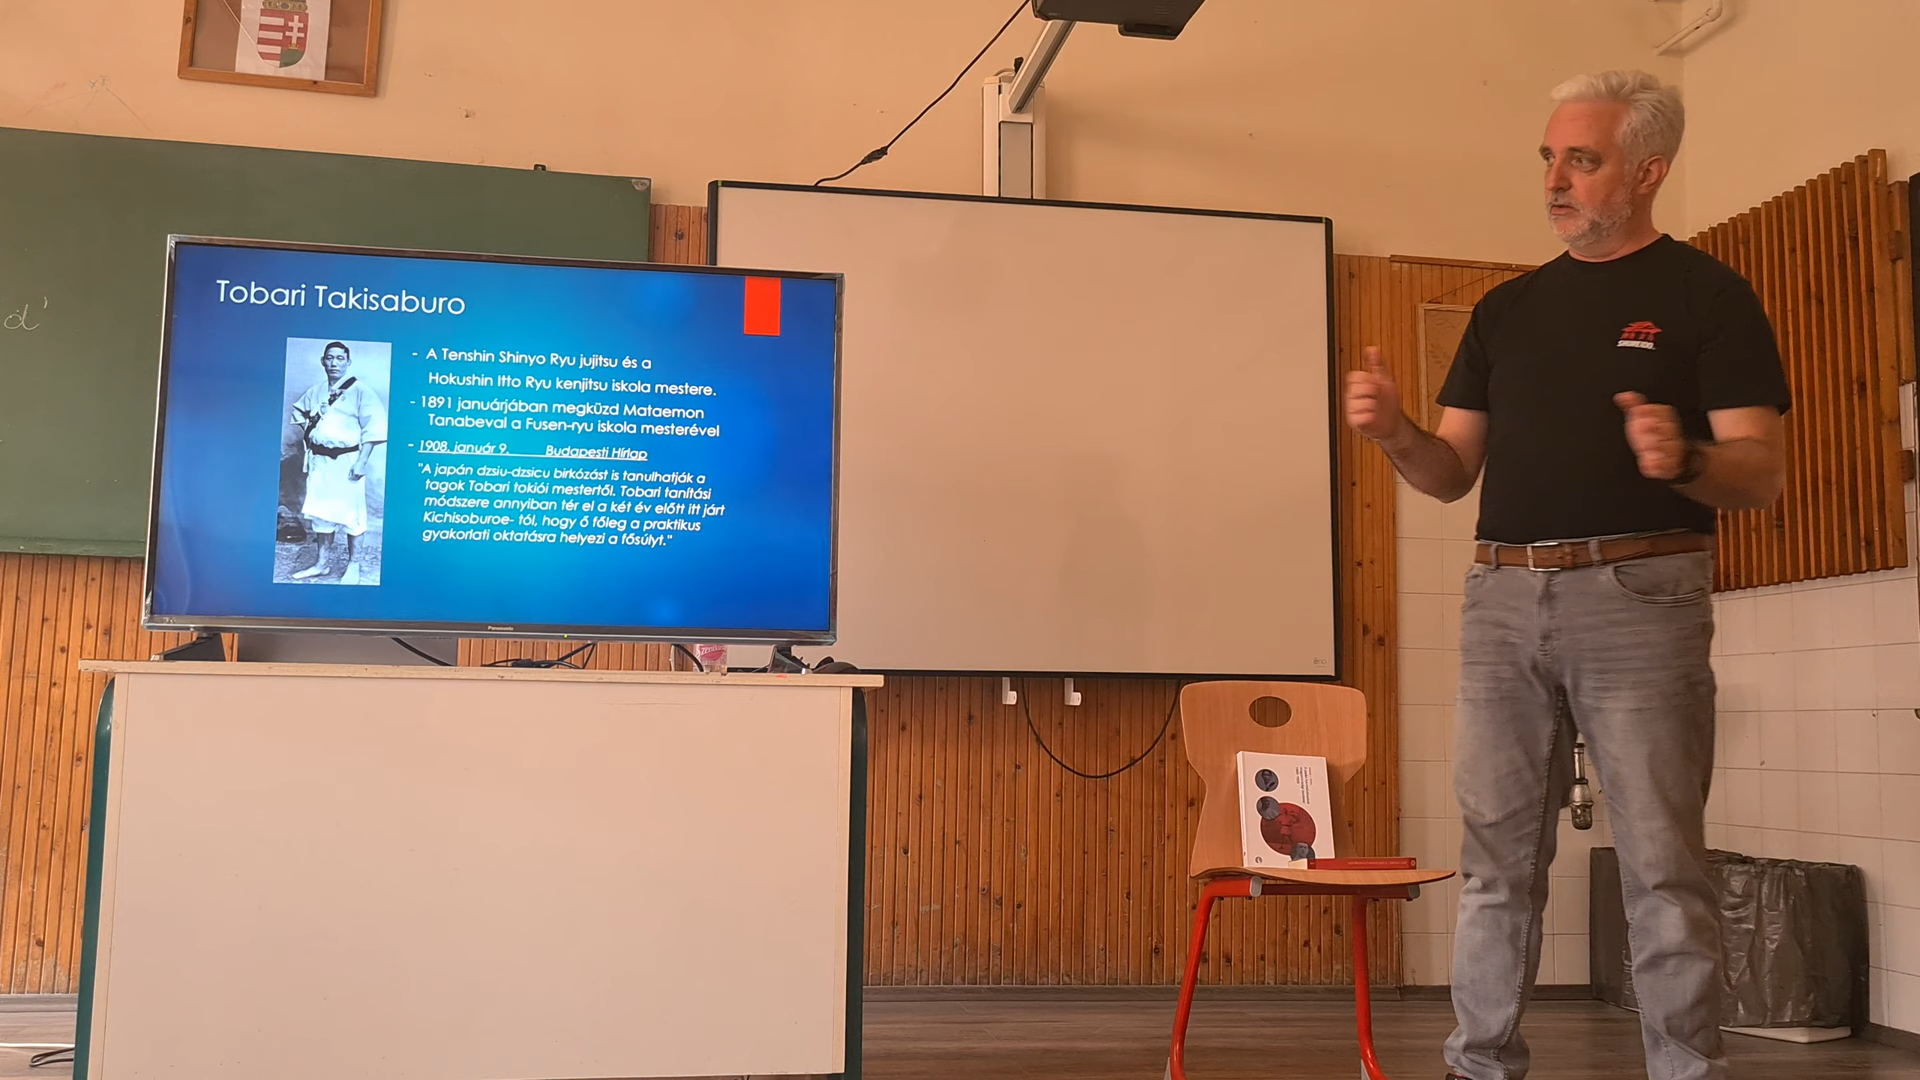 Tobari Takisaburo
- A Tenshin Shinyo Ryu jujitsu és a
Hokushin Itto Ryu kenjitsu iskola mestere.
- 1891 januárjában megküzd Mataemon
Tanabeval a Fusen-ryu iskola mesterével
- 1908. január 9. Budapesti Hírlap
"A japán dzsiu-dzsicu birkózást is tanulhatják a
tagok Tobari tokiói mestertől. Tobari tanítási
módszere annyiban tér el a két év előtt itt járt
Kichisoburoe- tól, hogy ő főleg a praktikus
gyakorlati oktatásra helyezi a fősúlyt."
Panasonic
SHUREIDO